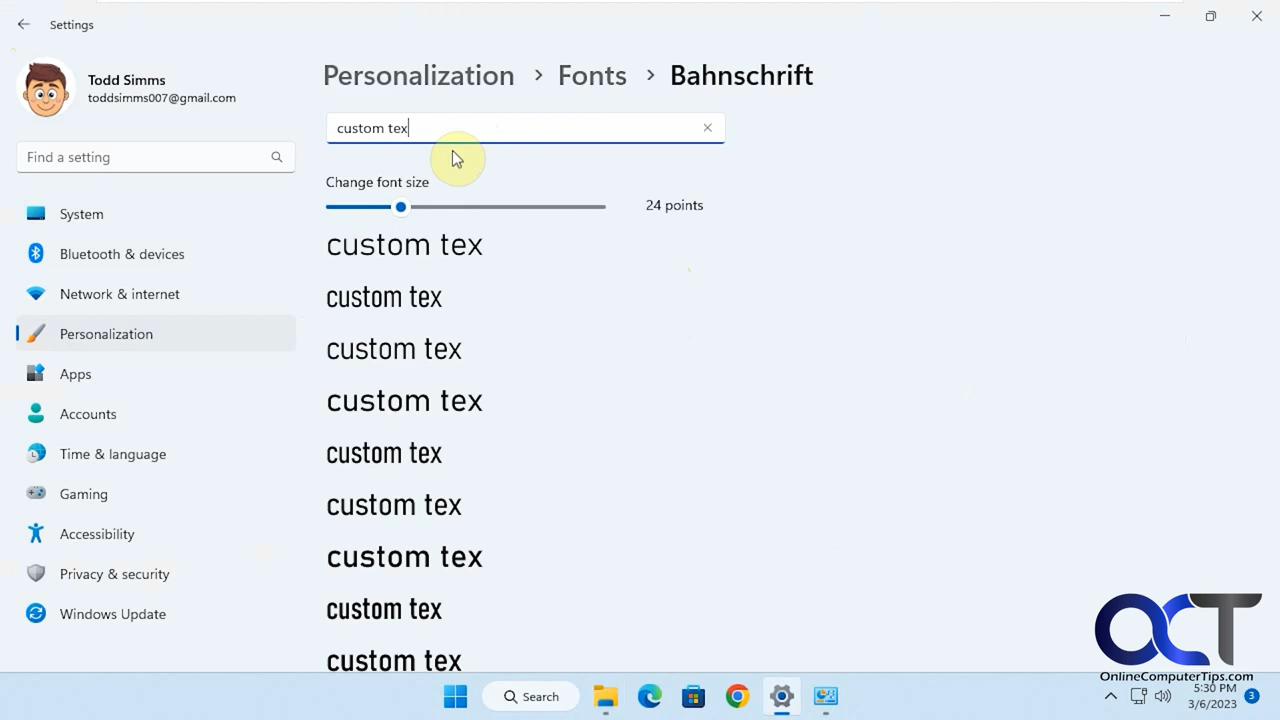 Settings
Todd Simms
toddsimms007@gmail.com
Find a setting
System
Bluetooth & devices
Network & internet
Personalization
Apps
Accounts
Time & language
Gaming
Accessibility
Privacy & security
Windows Update
Personalization > Fonts > Bahnschrift
custom tex
Change font size
24 points
custom tex
custom tex
custom tex
custom tex
custom tex
custom tex
custom tex
custom tex
custom tex
OCT
OnlineComputerTips.com
Search
5:30 PM
3/6/2023
3